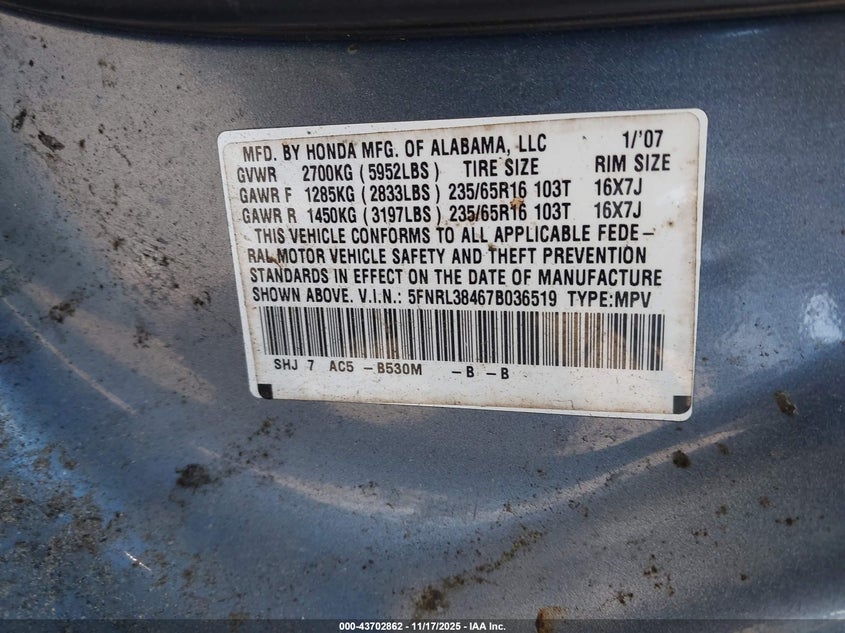 MFD. BY HONDA MFG. OF ALABAMA, LLC 1/'07
GVWR 2700KG (5952LBS) TIRE SIZE RIM SIZE
GAWR F 1285KG (2833LBS) 235/65R16 103T 16X7J
GAWR R 1450KG (3197LBS) 235/65R16 103T 16X7J
THIS VEHICLE CONFORMS TO ALL APPLICABLE FEDE-
RAL MOTOR VEHICLE SAFETY AND THEFT PREVENTION
STANDARDS IN EFFECT ON THE DATE OF MANUFACTURE
SHOWN ABOVE. V.I.N.: 5FNRL38467B036519 TYPE:MPV
SHJ 7 AC5 -B530M -B -B
000-43702862 - 11/17/2025 - IAA Inc.